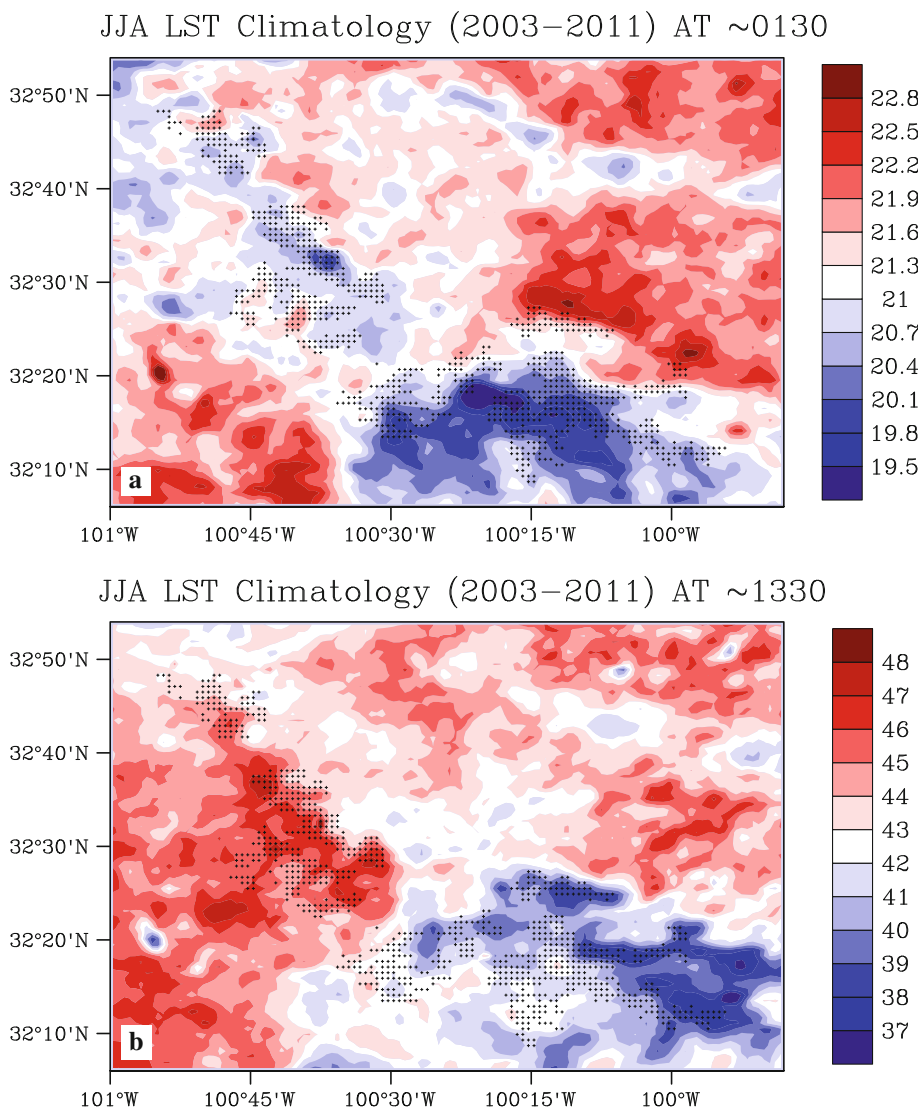 JJA LST Climatology (2003−2011) AT ~0130
32°50'N
32°40'N
32°30'N
32°20'N
32°10'N
a
101°W
100°45'W
100°30'W
100°15'W
100°W
22.8
22.5
22.2
21.9
21.6
21.3
21
20.7
20.4
20.1
19.8
19.5
JJA LST Climatology (2003−2011) AT ~1330
32°50'N
32°40'N
32°30'N
32°20'N
32°10'N
b
101°W
100°45'W
100°30'W
100°15'W
100°W
48
47
46
45
44
43
42
41
40
39
38
37